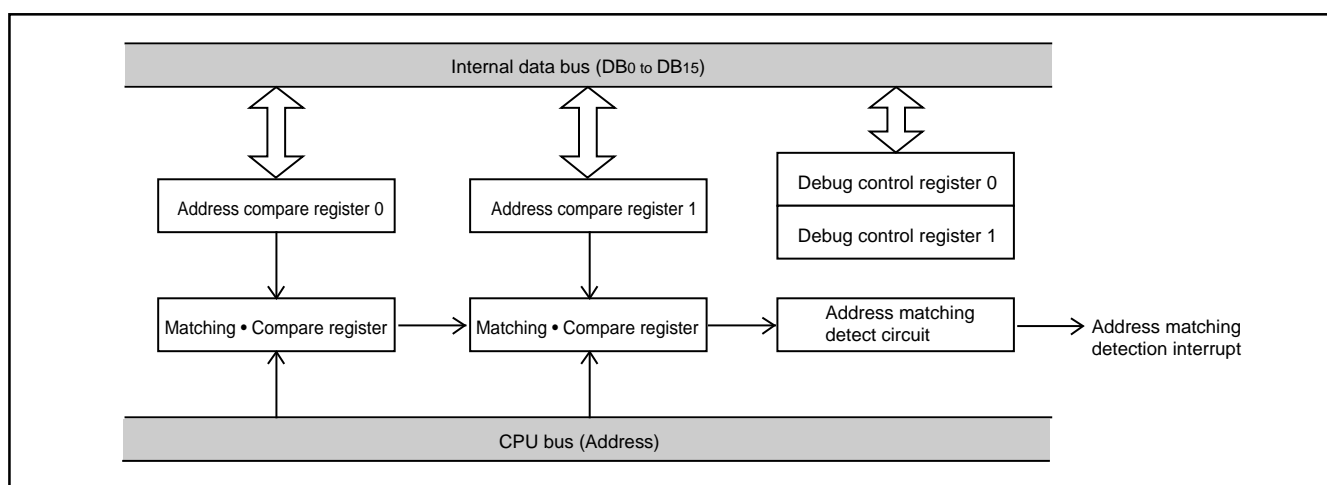 Internal data bus (DB0 to DB15)
Address compare register 0
Address compare register 1
Debug control register 0
Debug control register 1
Matching • Compare register
Matching • Compare register
Address matching
detect circuit
Address matching
detection interrupt
CPU bus (Address)